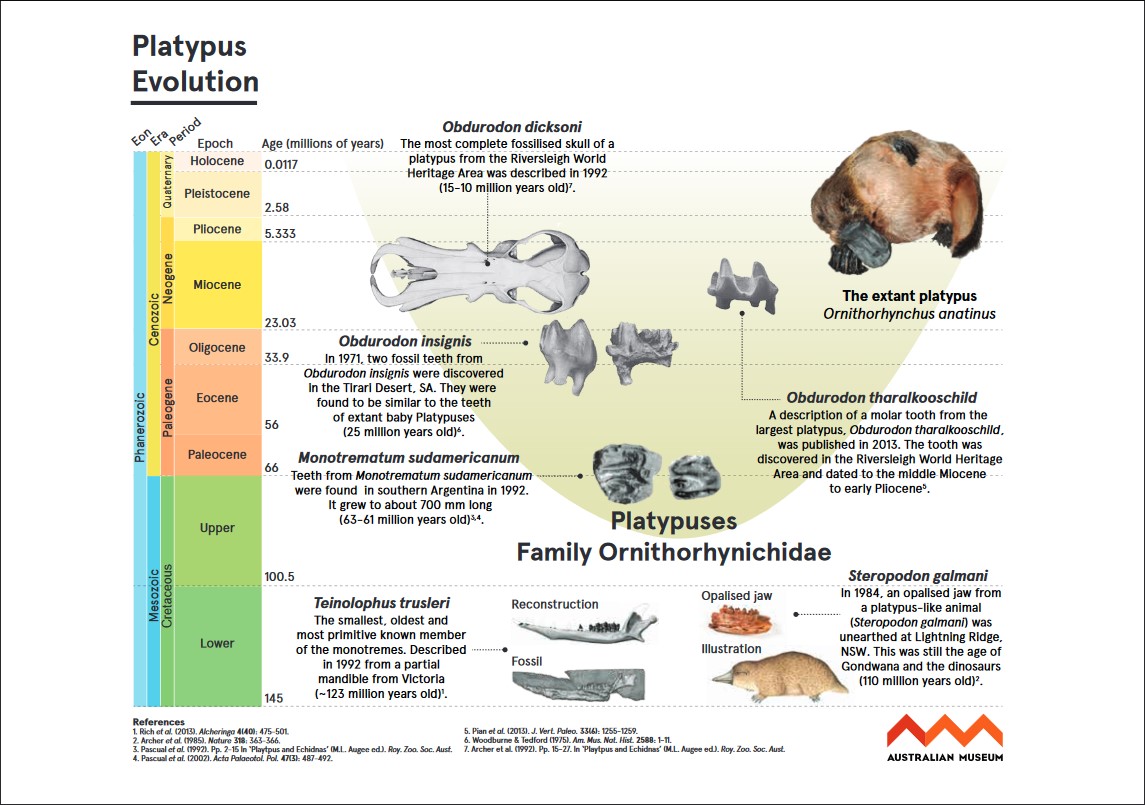 Platypus
Evolution
Eon
Era
Period
Epoch
Age (millions of years)
Phanerozoic
Cenozoic
Mesozoic
Quaternary
Neogene
Paleogene
Cretaceous
Holocene
0.0117
Pleistocene
2.58
Pliocene
5.333
Miocene
23.03
Oligocene
33.9
Eocene
56
Paleocene
66
Upper
100.5
Lower
145
Obdurodon dicksoni
The most complete fossilised skull of a
platypus from the Riversleigh World
Heritage Area was described in 1992
(15-10 million years old)7.
The extant platypus
Ornithorhynchus anatinus
Obdurodon insignis
In 1971, two fossil teeth from
Obdurodon insignis were discovered
in the Tirari Desert, SA. They were
found to be similar to the teeth
of extant baby Platypuses
(25 million years old)6.
Obdurodon tharalkooschild
A description of a molar tooth from the
largest platypus, Obdurodon tharalkooschild,
was published in 2013. The tooth was
discovered in the Riversleigh World Heritage
Area and dated to the middle Miocene
to early Pliocene5.
Monotrematum sudamericanum
Teeth from Monotrematum sudamericanum
were found in southern Argentina in 1992.
It grew to about 700 mm long
(63-61 million years old)3,4.
Platypuses
Family Ornithorhynichidae
Teinolophus trusleri
The smallest, oldest and
most primitive known member
of the monotremes. Described
in 1992 from a partial
mandible from Victoria
(~123 million years old)1.
Reconstruction
Fossil
Opalised jaw
Illustration
Steropodon galmani
In 1984, an opalised jaw from
a platypus-like animal
(Steropodon galmani) was
unearthed at Lightning Ridge,
NSW. This was still the age of
Gondwana and the dinosaurs
(110 million years old)2.
References
1. Rich et al. (2013). Alcheringa 4(40): 475-501.
2. Archer et al. (1985). Nature 318: 363-366.
3. Pascual et al. (1992). Pp. 2-15 in 'Playtpus and Echidnas' (M.L. Augee ed.). Roy. Zoo. Soc. Aust.
4. Pascual et al. (2002). Acta Palaeotol. Pol. 47(3): 487-492.
5. Pian et al. (2013). J. Vert. Paleo. 33(6): 1255-1259.
6. Woodburne & Tedford (1975). Am. Mus. Nat. Hist. 2588: 1-11.
7. Archer et al. (1992). Pp. 15-27. In 'Playtpus and Echidnas' (M.L. Augee ed.). Roy. Zoo. Soc. Aust.
AUSTRALIAN MUSEUM